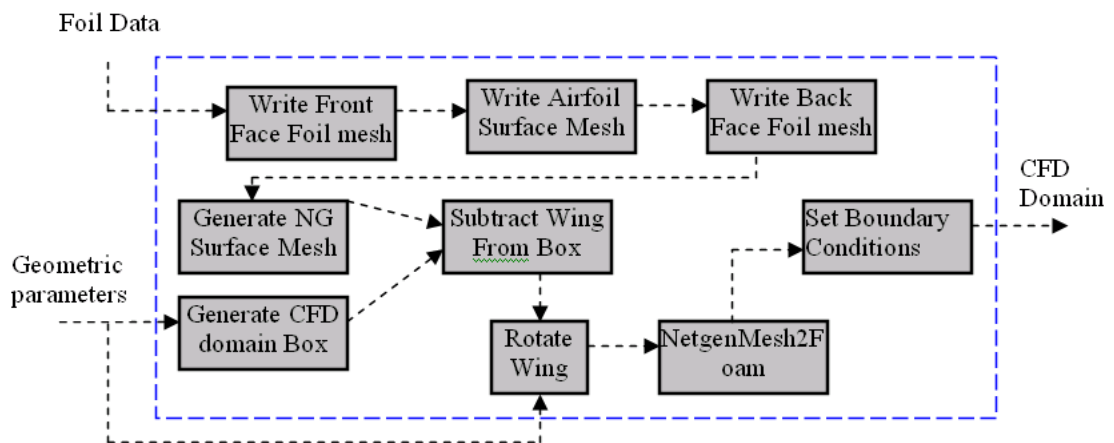 Foil Data
Write Front
Face Foil mesh
Write Airfoil
Surface Mesh
Write Back
Face Foil mesh
CFD
Domain
Generate NG
Surface Mesh
Subtract Wing
From Box
Set Boundary
Conditions
Geometric
parameters
Generate CFD
domain Box
Rotate
Wing
NetgenMesh2F
oam